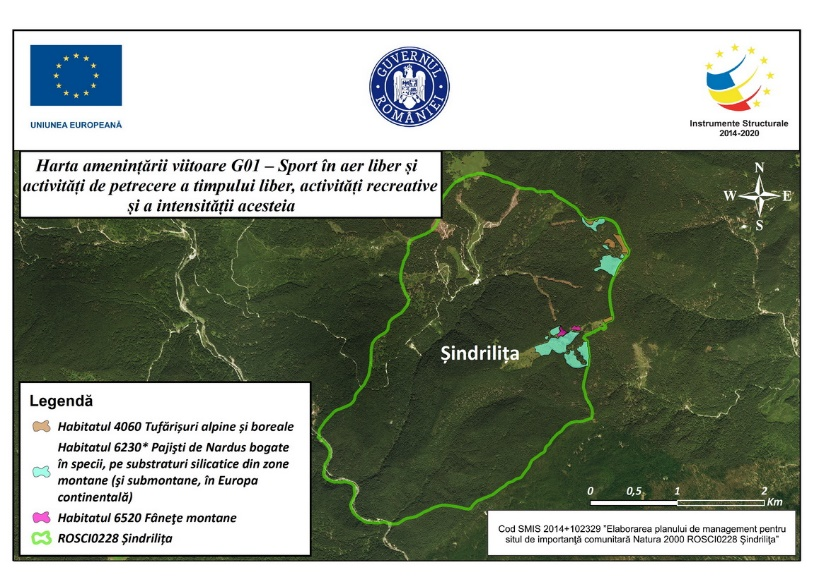 UNIUNEA EUROPEANĂ
GUVERNUL ROMÂNIEI
Instrumente Structurale
2014-2020
Harta amenințării viitoare G01 – Sport în aer liber și
activități de petrecere a timpului liber, activități recreative
și a intensității acesteia
N
W E
S
Șindrilița
Legendă
Habitatul 4060 Tufărișuri alpine și boreale
Habitatul 6230* Pajiști de Nardus bogate
în specii, pe substraturi silicatice din zone
montane (și submontane, în Europa
continentală)
Habitatul 6520 Fânețe montane
ROSCI0228 Șindrilița
0 0,5 1 2
Km
Cod SMIS 2014+102329 "Elaborarea planului de management pentru
situl de importanţă comunitară Natura 2000 ROSCI0228 Şindriliţa"